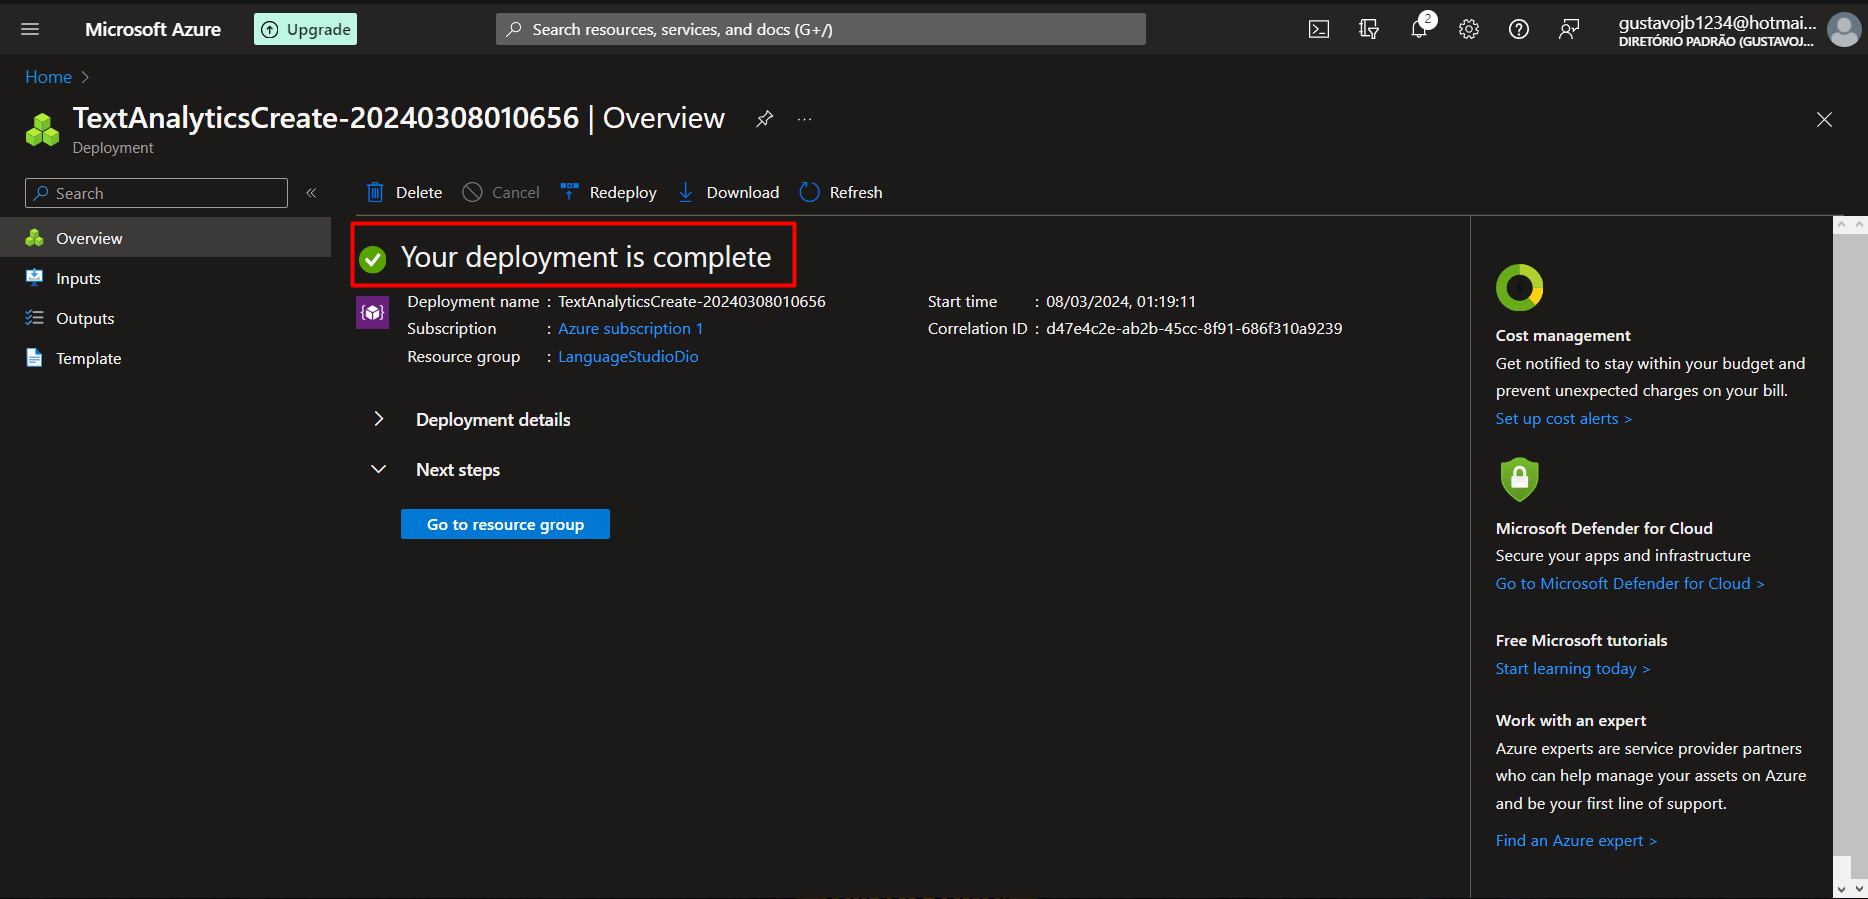 Microsoft Azure
Upgrade
Search resources, services, and docs (G+/)
2
gustavojb1234@hotmai...
DIRETÓRIO PADRÃO (GUSTAVOJ...
Home
TextAnalyticsCreate-20240308010656 | Overview
...
Deployment
Search
«
Delete
Cancel
Redeploy
Download
Refresh
Overview
Inputs
Outputs
Template
Your deployment is complete
Deployment name : TextAnalyticsCreate-20240308010656
Subscription : Azure subscription 1
Resource group : LanguageStudioDio
Start time : 08/03/2024, 01:19:11
Correlation ID : d47e4c2e-ab2b-45cc-8f91-686f310a9239
Deployment details
Next steps
Go to resource group
Cost management
Get notified to stay within your budget and
prevent unexpected charges on your bill.
Set up cost alerts >
Microsoft Defender for Cloud
Secure your apps and infrastructure
Go to Microsoft Defender for Cloud >
Free Microsoft tutorials
Start learning today >
Work with an expert
Azure experts are service provider partners
who can help manage your assets on Azure
and be your first line of support.
Find an Azure expert >